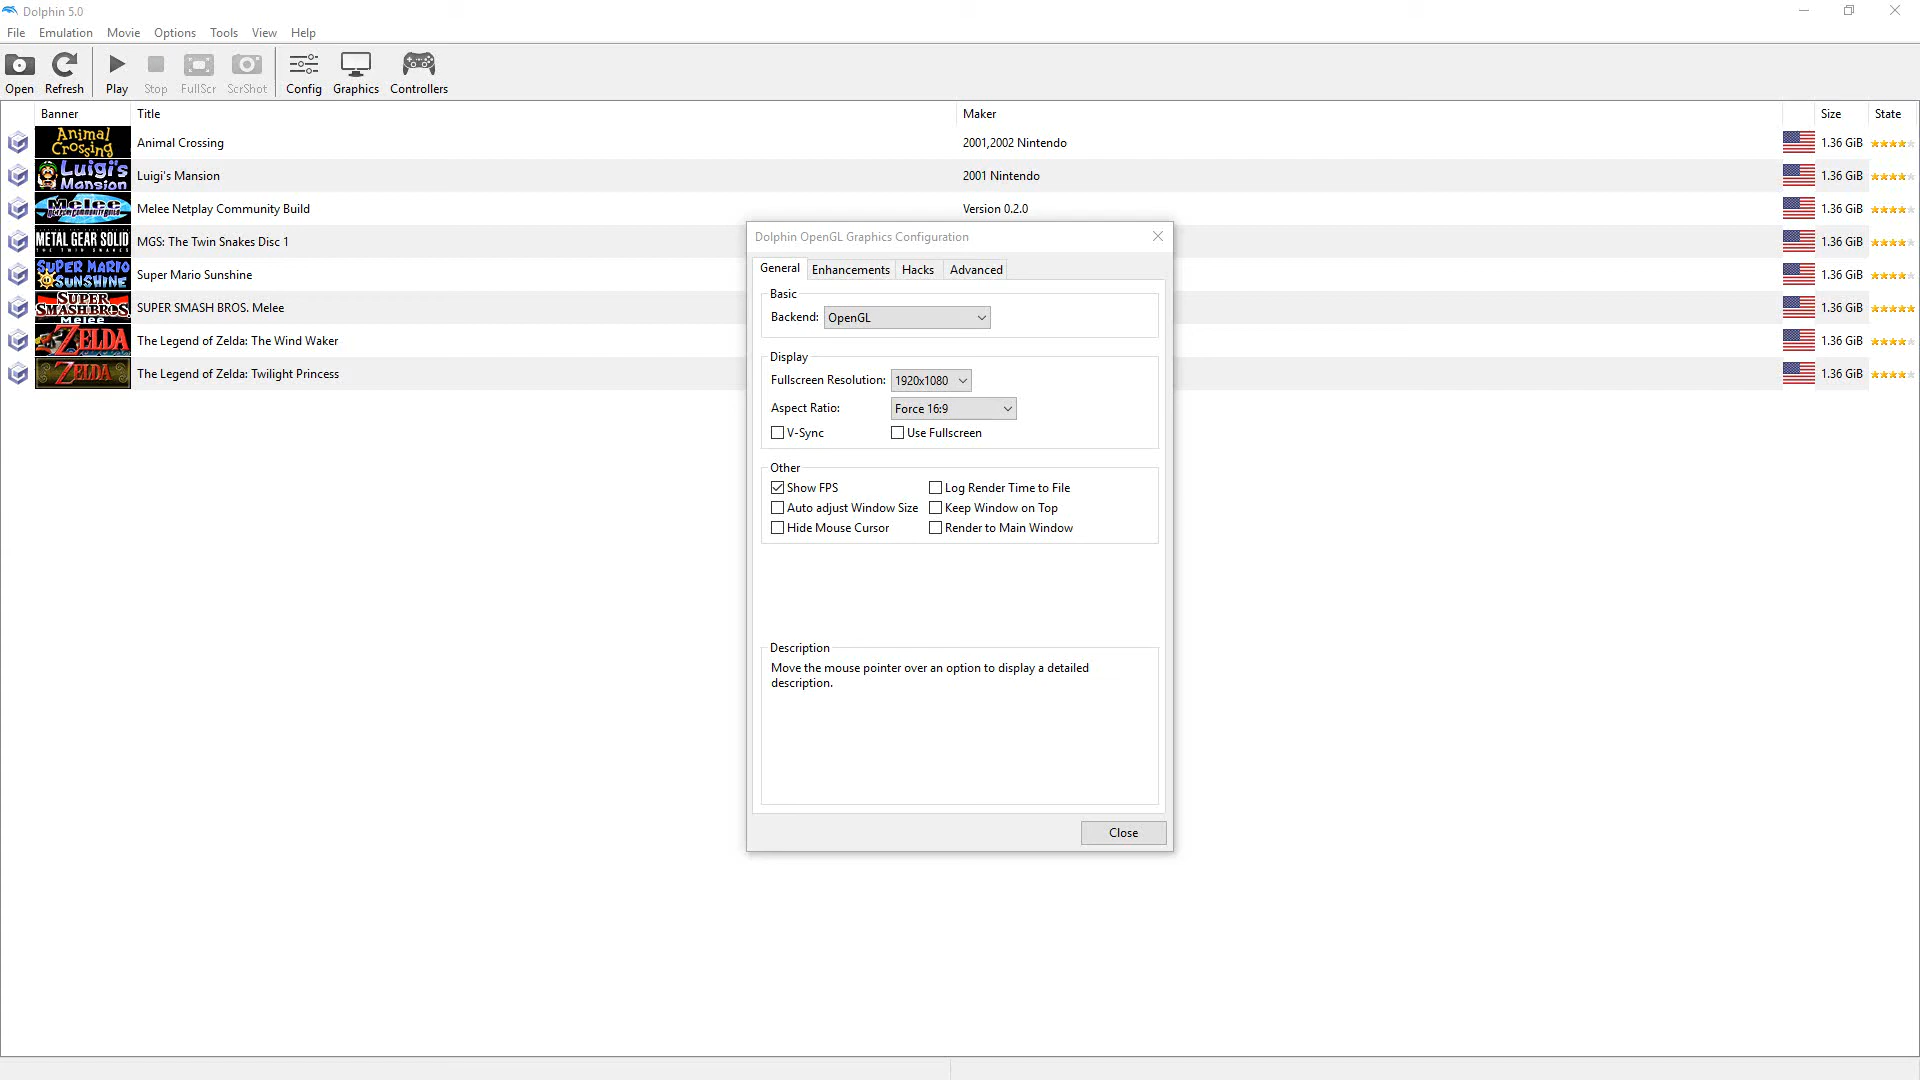 Dolphin 5.0
File Emulation Movie Options Tools View Help
Open Refresh Play Stop FullScr ScrShot Config Graphics Controllers
Banner Title Maker Size State
Animal Crossing Animal Crossing 2001,2002 Nintendo 1.36 GiB
Luigi's Mansion Luigi's Mansion 2001 Nintendo 1.36 GiB
Melee Melee Netplay Community Build Version 0.2.0 1.36 GiB
METAL GEAR SOLID THE TWIN SNAKES MGS: The Twin Snakes Disc 1 1.36 GiB
SUPER MARIO SUNSHINE Super Mario Sunshine 1.36 GiB
SUPER SMASH BROS. Melee SUPER SMASH BROS. Melee 1.36 GiB
ZELDA The Legend of Zelda: The Wind Waker 1.36 GiB
ZELDA The Legend of Zelda: Twilight Princess 1.36 GiB
Dolphin OpenGL Graphics Configuration
General Enhancements Hacks Advanced
Basic
Backend: OpenGL
Display
Fullscreen Resolution: 1920x1080
Aspect Ratio: Force 16:9
V-Sync Use Fullscreen
Other
Show FPS Log Render Time to File
Auto adjust Window Size Keep Window on Top
Hide Mouse Cursor Render to Main Window
Description
Move the mouse pointer over an option to display a detailed
description.
Close